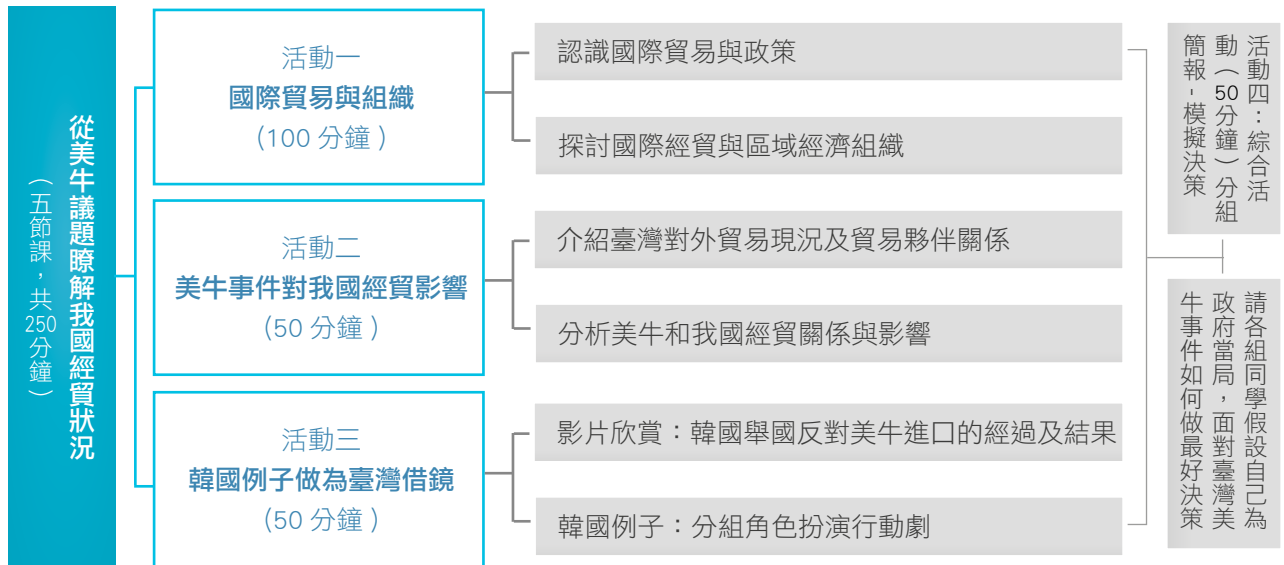 從美牛議題瞭解我國經貿狀況
（五節課，共250分鐘）
活動一
國際貿易與組織
（100 分鐘 ）
認識國際貿易與政策
探討國際經貿與區域經濟組織
活動二
美牛事件對我國經貿影響
（50 分鐘 ）
介紹臺灣對外貿易現況及貿易夥伴關係
分析美牛和我國經貿關係與影響
活動三
韓國例子做為臺灣借鏡
（50 分鐘 ）
影片欣賞：韓國舉國反對美牛進口的經過及結果
韓國例子：分組角色扮演行動劇
活動四：綜合活
動（50分鐘）分組
簡報-模擬決策
請各組同學假設自己為
政府當局，面對臺灣美
牛事件如何做最好決策